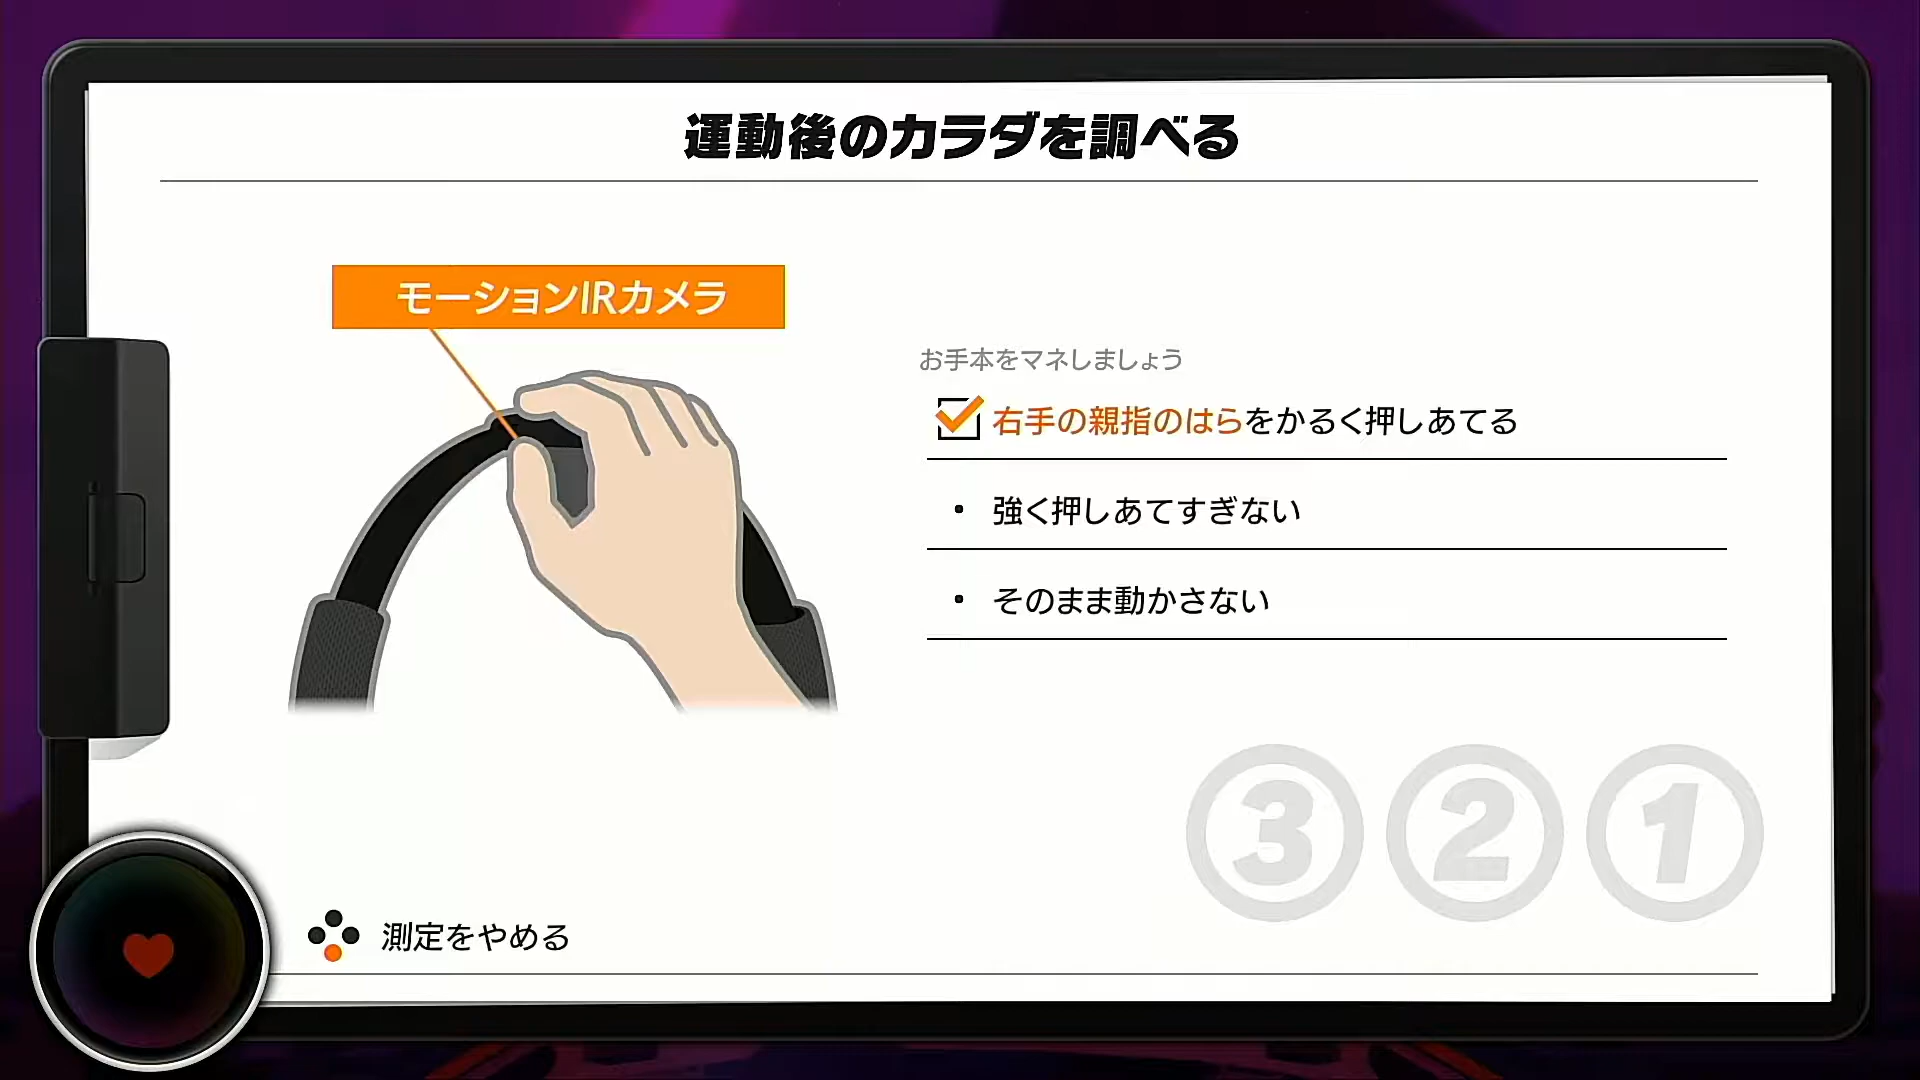 運動後のカラダを調べる
モーションIRカメラ
お手本をマネしましょう
右手の親指のはらをかるく押しあてる
・ 強く押しあてすぎない
・ そのまま動かさない
3 2 1
測定をやめる